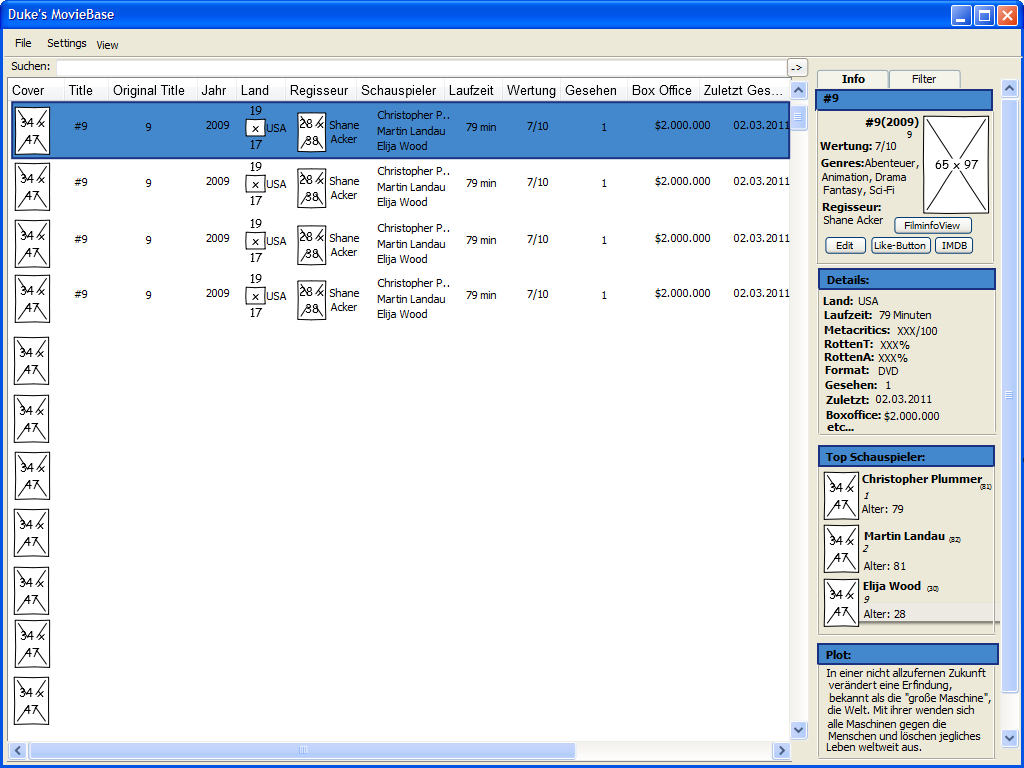 Duke's MovieBase
File Settings View
Suchen: ->
Cover Title Original Title Jahr Land Regisseur Schauspieler Laufzeit Wertung Gesehen Box Office Zuletzt Ges...
34 x 47 #9 9 2009 19 x 17 USA 28 x 38 Shane Acker Christopher P.. Martin Landau Elija Wood 79 min 7/10 1 $2.000.000 02.03.2011
34 x 47 #9 9 2009 19 x 17 USA 28 x 38 Shane Acker Christopher P.. Martin Landau Elija Wood 79 min 7/10 1 $2.000.000 02.03.2011
34 x 47 #9 9 2009 19 x 17 USA 28 x 38 Shane Acker Christopher P.. Martin Landau Elija Wood 79 min 7/10 1 $2.000.000 02.03.2011
34 x 47 #9 9 2009 19 x 17 USA 28 x 38 Shane Acker Christopher P.. Martin Landau Elija Wood 79 min 7/10 1 $2.000.000 02.03.2011
34 x 47
34 x 47
34 x 47
34 x 47
34 x 47
34 x 47
34 x 47
Info Filter
#9
#9(2009)
9
65 x 97
Wertung: 7/10
Genres:Abenteuer,
Animation, Drama
Fantasy, Sci-Fi
Regisseur:
Shane Acker
FilminfoView
Edit Like-Button IMDB
Details:
Land: USA
Laufzeit: 79 Minuten
Metacritics: XXX/100
RottenT: XXX%
RottenA: XXX%
Format: DVD
Gesehen: 1
Zuletzt: 02.03.2011
Boxoffice: $2.000.000
etc...
Top Schauspieler:
34 x 47
Christopher Plummer (81)
1
Alter: 79
34 x 47
Martin Landau (82)
2
Alter: 81
34 x 47
Elija Wood (30)
9
Alter: 28
Plot:
In einer nicht allzufernen Zukunft
verändert eine Erfindung,
bekannt als die "große Maschine",
die Welt. Mit ihrer wenden sich
alle Maschinen gegen die
Menschen und löschen jegliches
Leben weltweit aus.